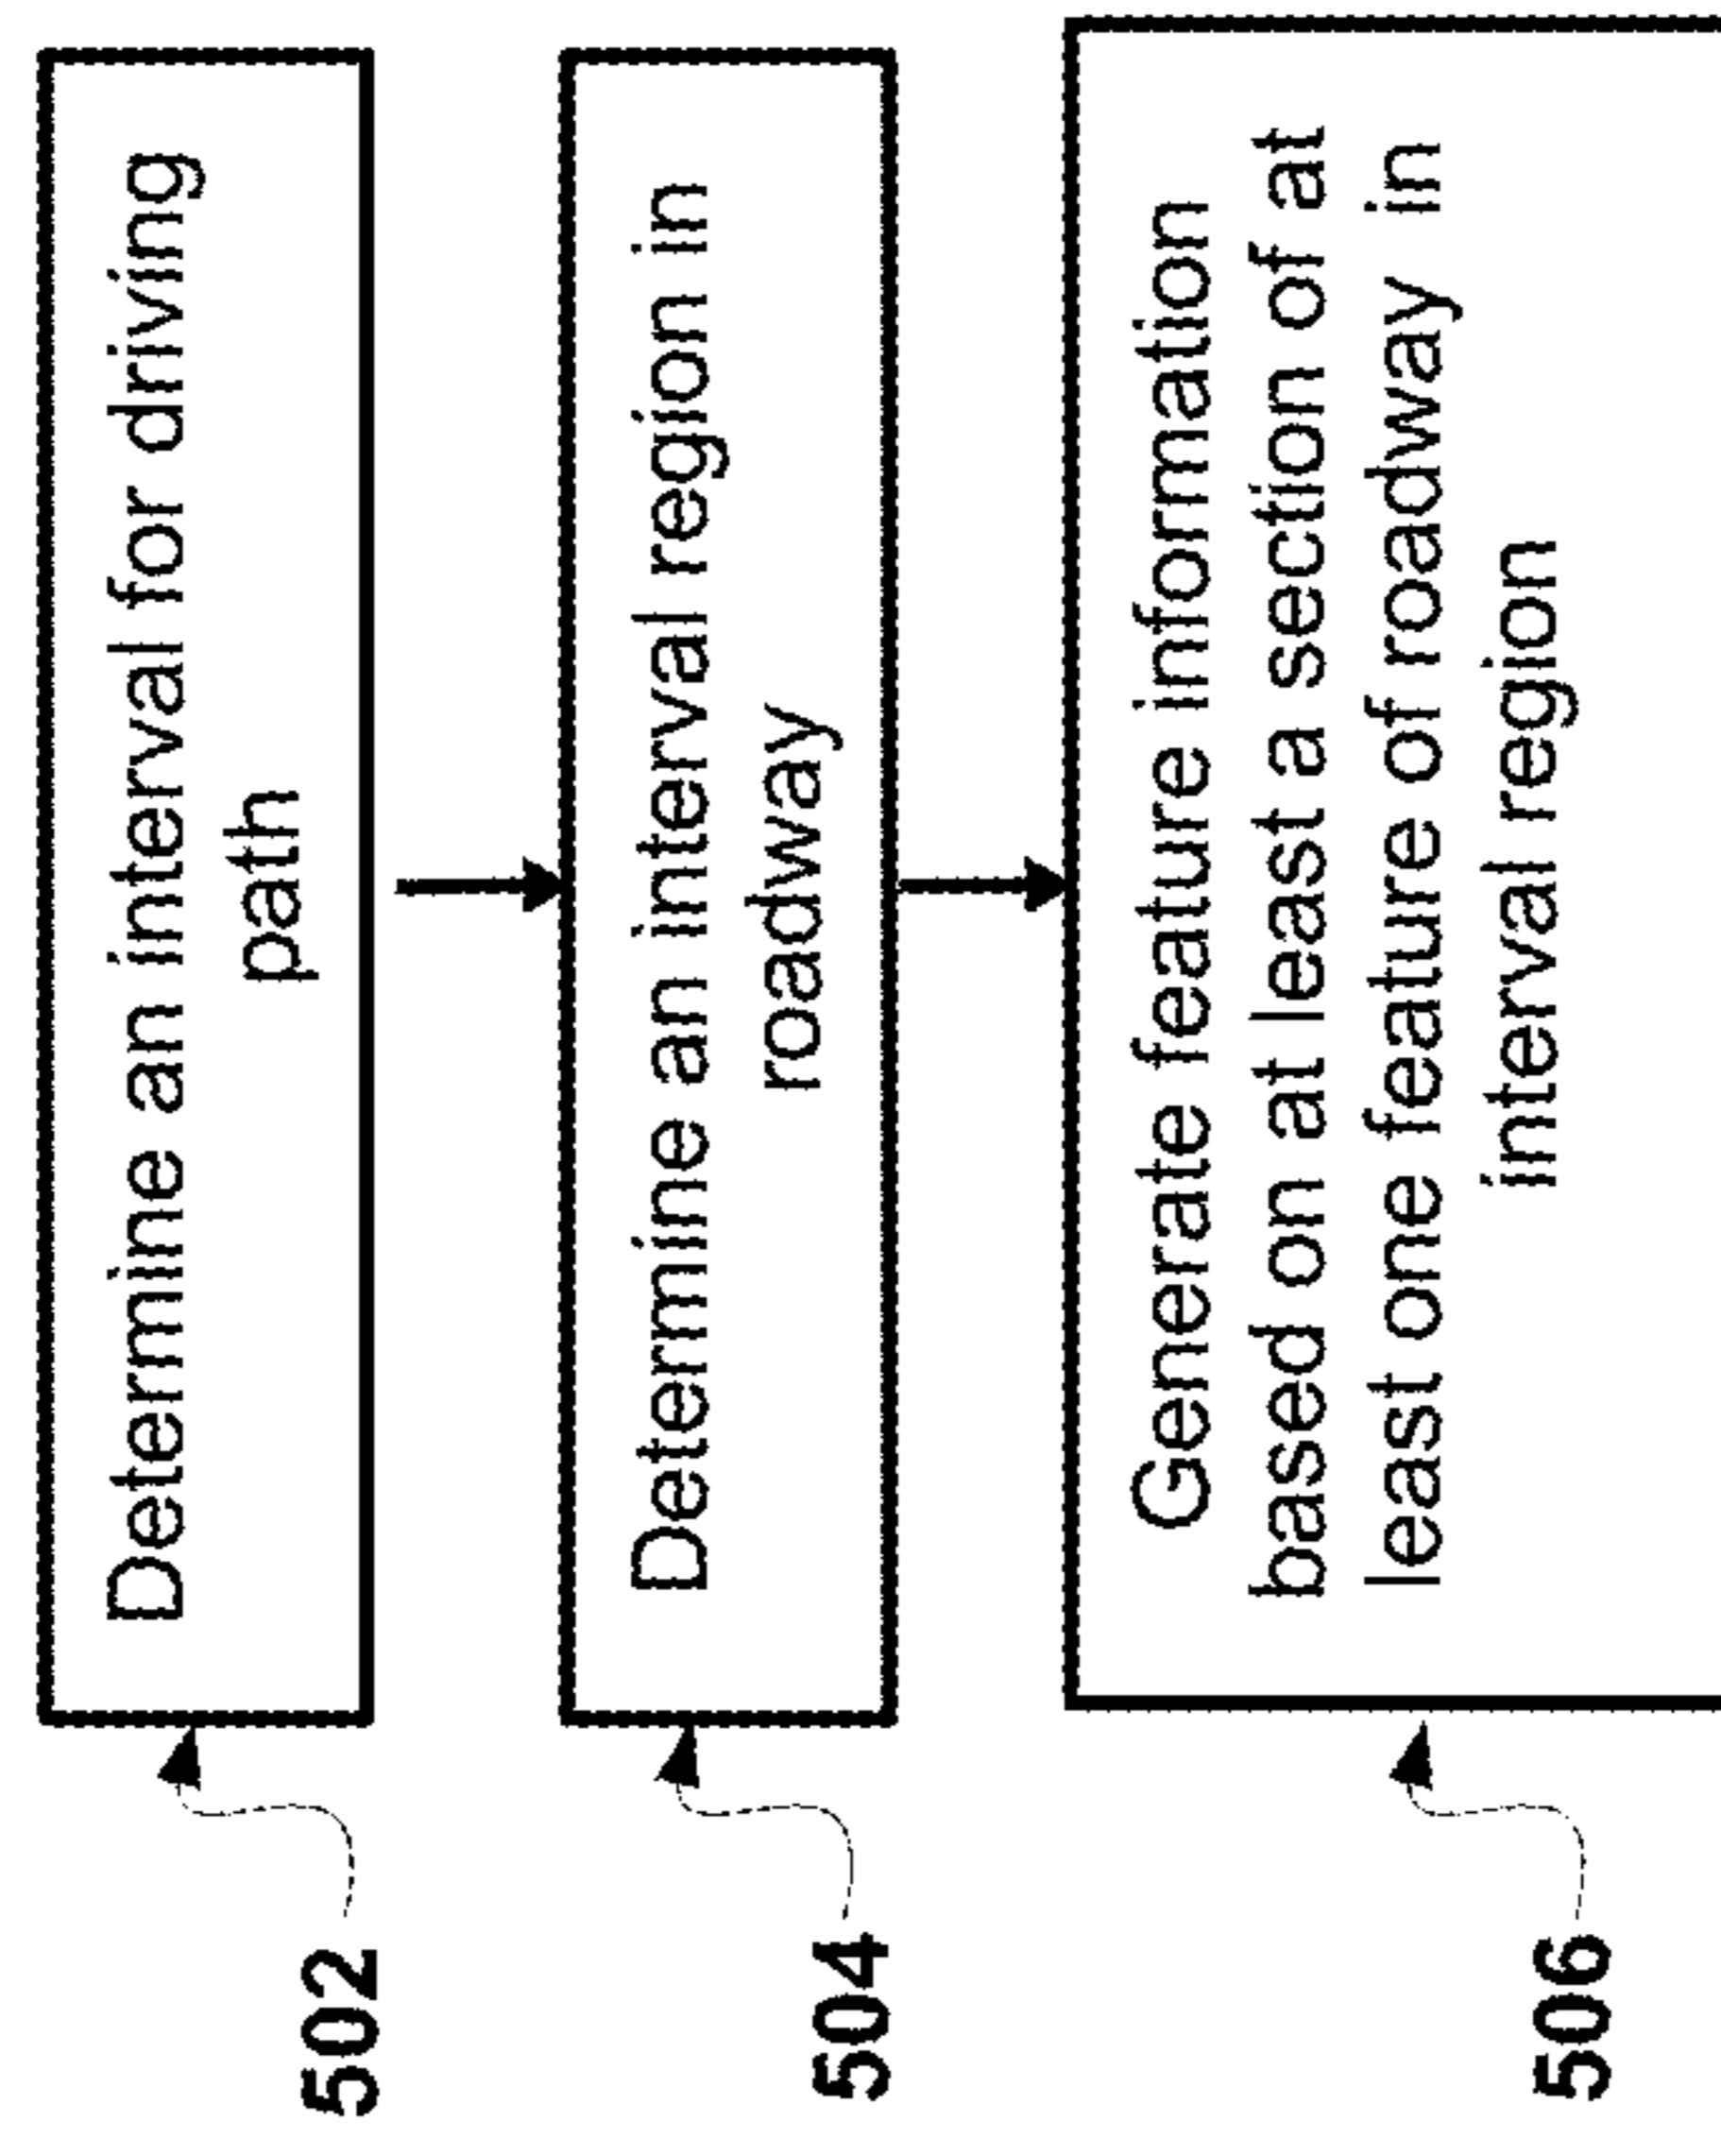 502
Determine an interval for driving
path
504
Determine an interval region in
roadway
506
Generate feature information
based on at least a section of at
least one feature of roadway in
interval region